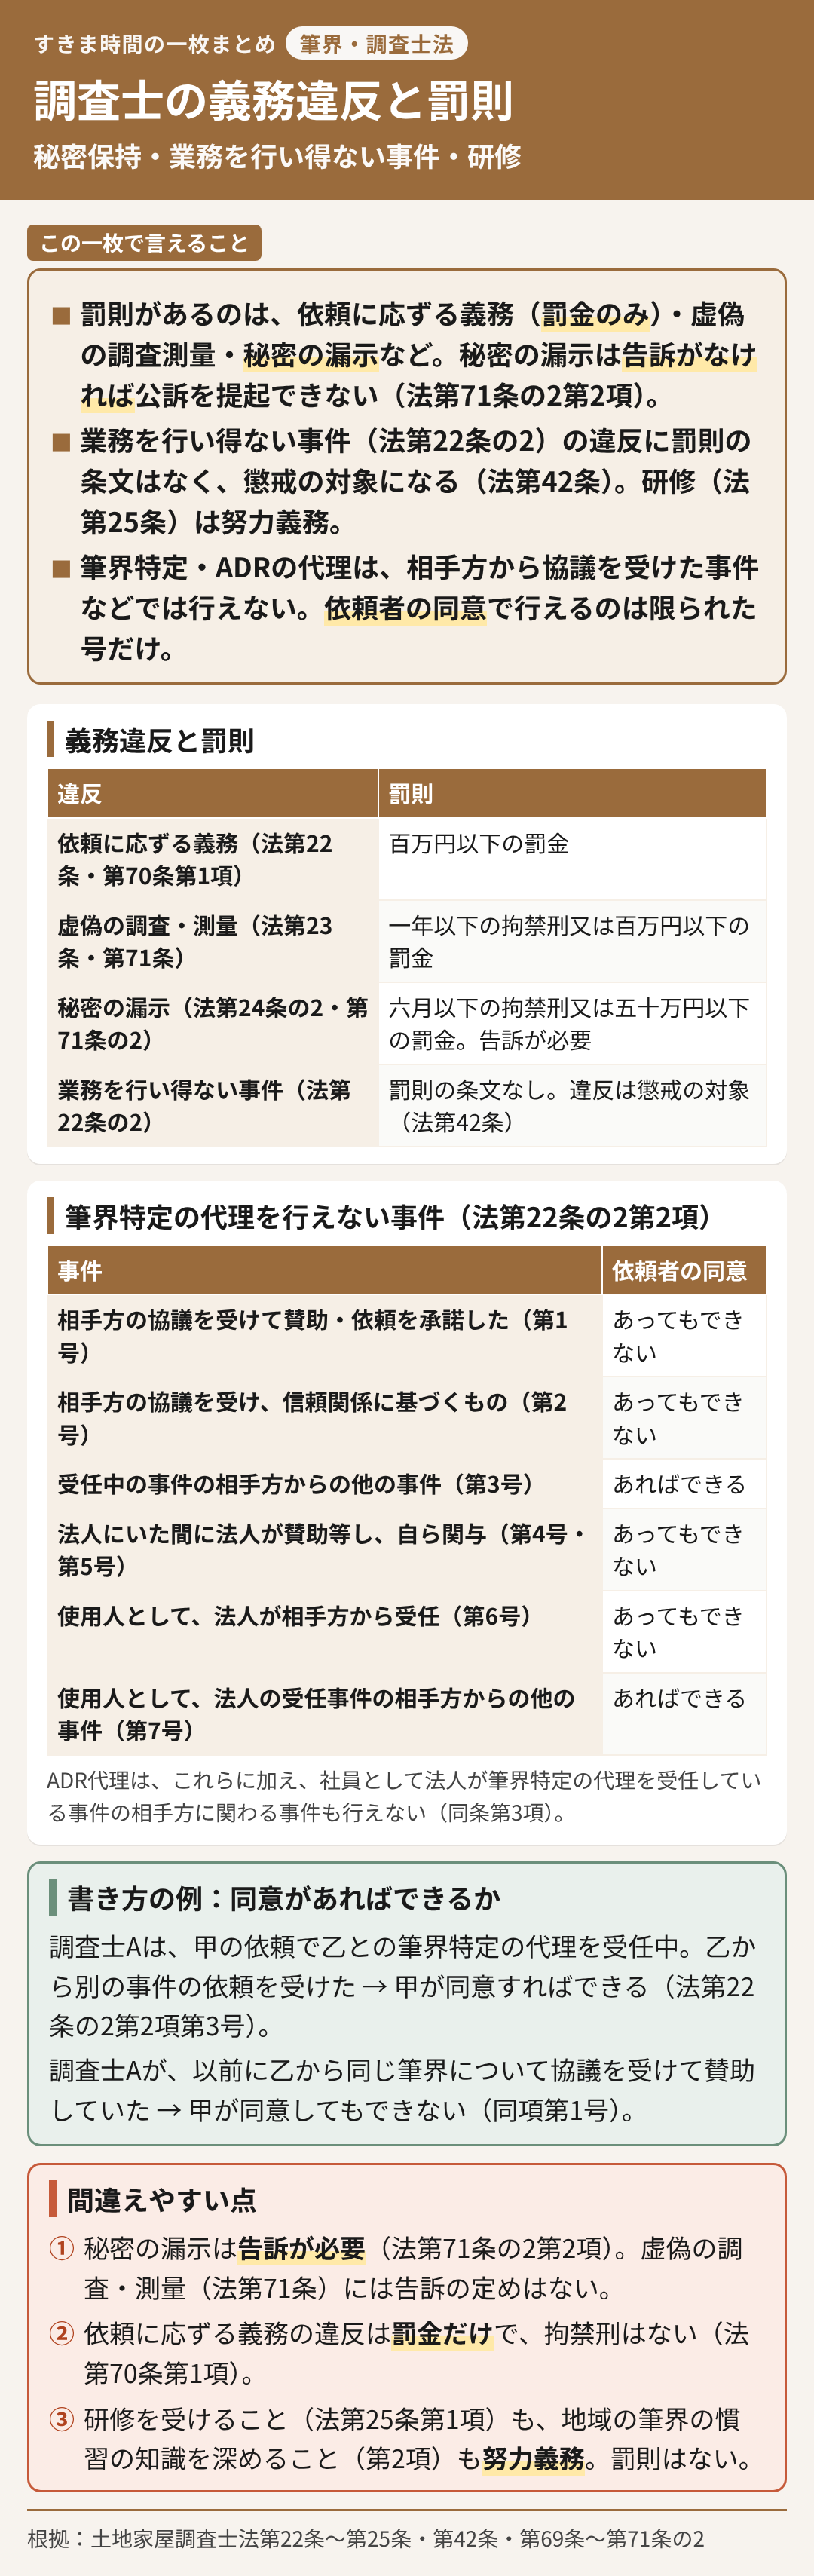 すきま時間の一枚まとめ 筆界・調査士法
調査士の義務違反と罰則
秘密保持・業務を行い得ない事件・研修
この一枚で言えること
■ 罰則があるのは、依頼に応ずる義務（罰金のみ）・虚偽
の調査測量・秘密の漏示など。秘密の漏示は告訴がなけ
れば公訴を提起できない（法第71条の2第2項）。
■ 業務を行い得ない事件（法第22条の2）の違反に罰則の
条文はなく、懲戒の対象になる（法第42条）。研修（法
第25条）は努力義務。
■ 筆界特定・ADRの代理は、相手方から協議を受けた事件
などでは行えない。依頼者の同意で行えるのは限られた
号だけ。
義務違反と罰則
違反 罰則
依頼に応ずる義務（法第22
条・第70条第1項）
百万円以下の罰金
虚偽の調査・測量（法第23
条・第71条）
一年以下の拘禁刑又は百万円以下の
罰金
秘密の漏示（法第24条の2・第
71条の2）
六月以下の拘禁刑又は五十万円以下
の罰金。告訴が必要
業務を行い得ない事件（法第
22条の2）
罰則の条文なし。違反は懲戒の対象
（法第42条）
筆界特定の代理を行えない事件（法第22条の2第2項）
事件 依頼者の同意
相手方の協議を受けて賛助・依頼を承諾した（第1
号）
あってもでき
ない
相手方の協議を受け、信頼関係に基づくもの（第2
号）
あってもでき
ない
受任中の事件の相手方からの他の事件（第3号） あればできる
法人にいた間に法人が賛助等し、自ら関与（第4号・
第5号）
あってもでき
ない
使用人として、法人が相手方から受任（第6号）
あってもでき
ない
使用人として、法人の受任事件の相手方からの他の
事件（第7号）
あればできる
ADR代理は、これらに加え、社員として法人が筆界特定の代理を受任してい
る事件の相手方に関わる事件も行えない（同条第3項）。
書き方の例：同意があればできるか
調査士Aは、甲の依頼で乙との筆界特定の代理を受任中。乙か
ら別の事件の依頼を受けた → 甲が同意すればできる（法第22
条の2第2項第3号）。
調査士Aが、以前に乙から同じ筆界について協議を受けて賛助
していた → 甲が同意してもできない（同項第1号）。
間違えやすい点
① 秘密の漏示は告訴が必要（法第71条の2第2項）。虚偽の調
査・測量（法第71条）には告訴の定めはない。
② 依頼に応ずる義務の違反は罰金だけで、拘禁刑はない（法
第70条第1項）。
③ 研修を受けること（法第25条第1項）も、地域の筆界の慣
習の知識を深めること（第2項）も努力義務。罰則はない。
根拠：土地家屋調査士法第22条〜第25条・第42条・第69条〜第71条の2